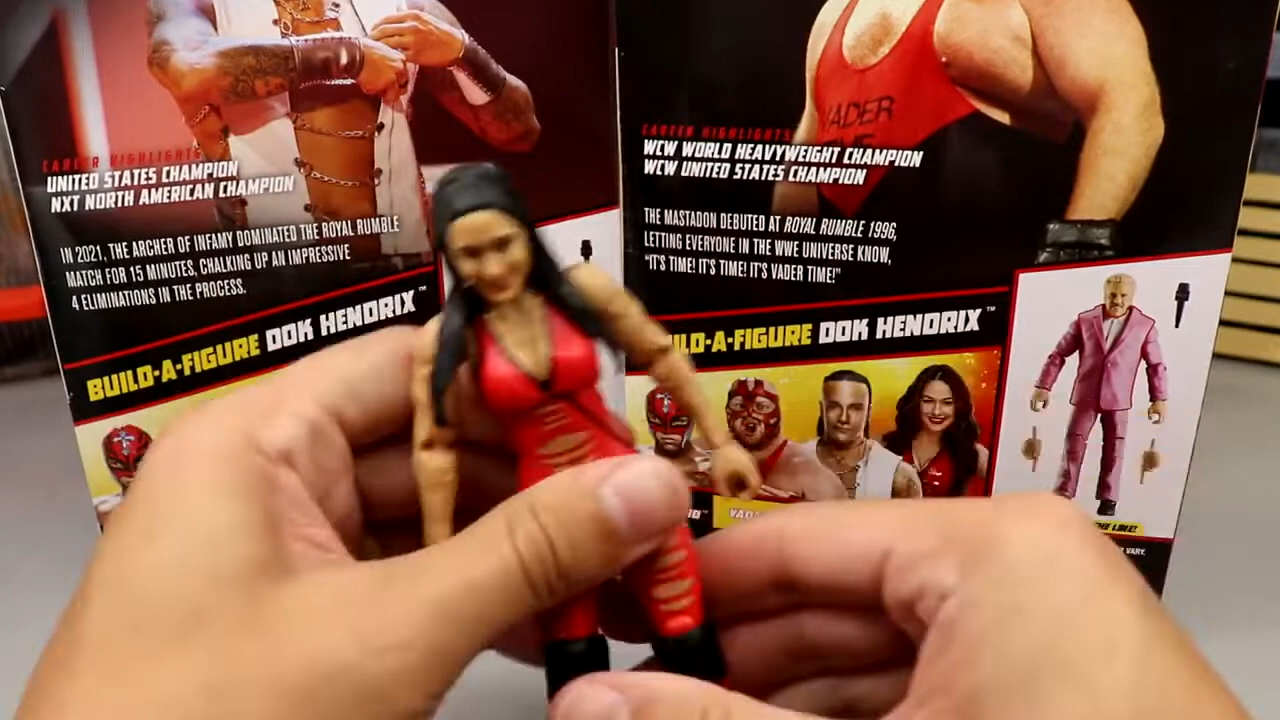 CAREER HIGHLIGHTS
UNITED STATES CHAMPION
NXT NORTH AMERICAN CHAMPION
IN 2021, THE ARCHER OF INFAMY DOMINATED THE ROYAL RUMBLE
MATCH FOR 15 MINUTES, CHALKING UP AN IMPRESSIVE
4 ELIMINATIONS IN THE PROCESS.
BUILD-A-FIGURE DOK HENDRIX™
VADER
CAREER HIGHLIGHTS
WCW WORLD HEAVYWEIGHT CHAMPION
WCW UNITED STATES CHAMPION
THE MASTADON DEBUTED AT ROYAL RUMBLE 1996,
LETTING EVERYONE IN THE WWE UNIVERSE KNOW,
"IT'S TIME! IT'S TIME! IT'S VADER TIME!"
BUILD-A-FIGURE DOK HENDRIX™
VARY.